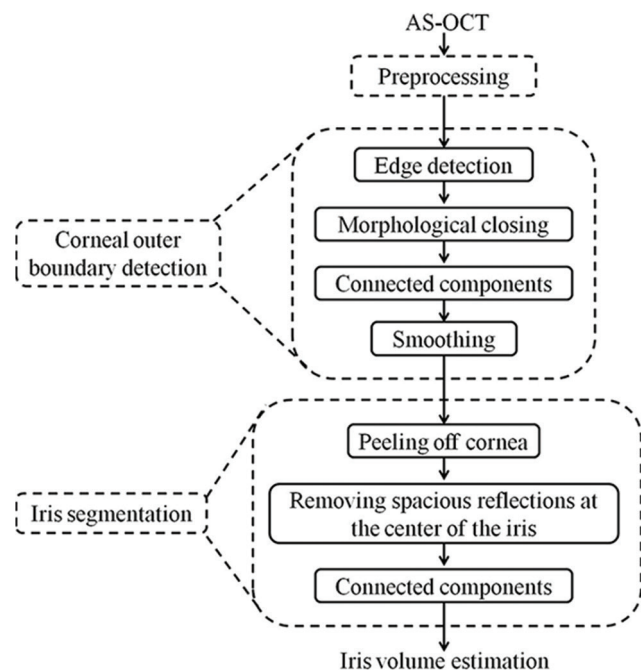 AS-OCT
Preprocessing
Edge detection
Morphological closing
Connected components
Smoothing
Corneal outer
boundary detection
Peeling off cornea
Removing spacious reflections at
the center of the iris
Connected components
Iris segmentation
Iris volume estimation